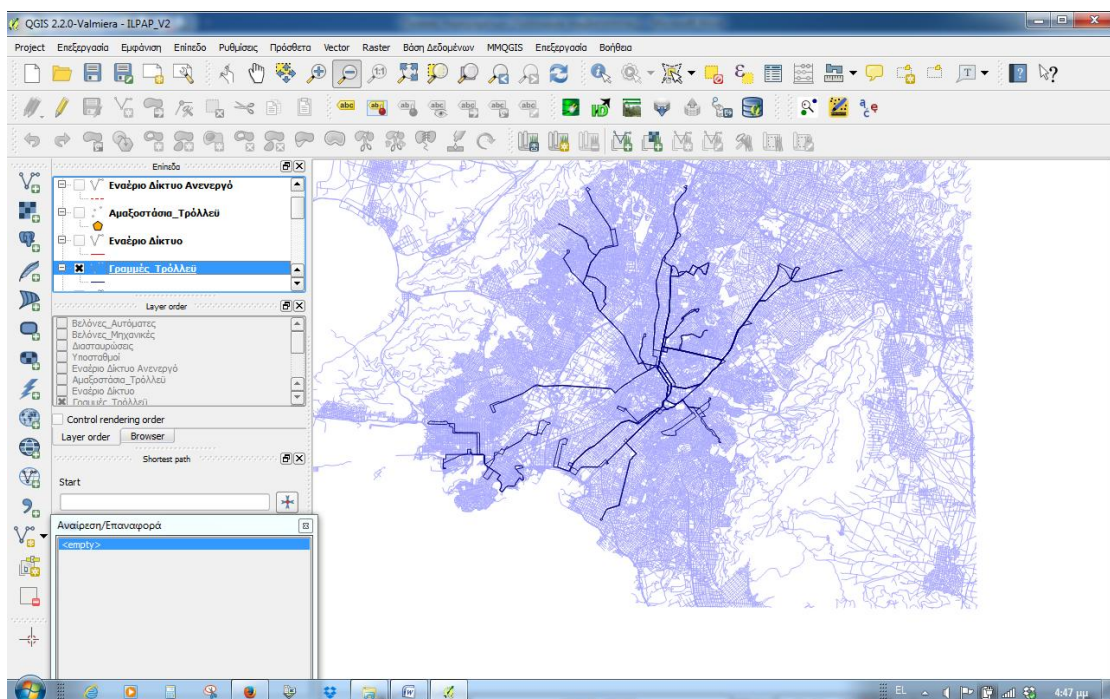 QGIS 2.2.0-Valmiera - ILPAP_V2
Project Επεξεργασία Εμφάνιση Επίπεδο Ρυθμίσεις Πρόσθετα Vector Raster Βάση Δεδομένων MMQGIS Επεξεργασία Βοήθεια
Επίπεδα
Εναέριο Δίκτυο Ανενεργό
Αμαξοστάσια_Τρόλλεϋ
Εναέριο Δίκτυο
Γραμμές_Τρόλλεϋ
Layer order
Βελόνες_Αυτόματες
Βελόνες_Μηχανικές
Διασταυρώσεις
Υποσταθμοί
Εναέριο Δίκτυο Ανενεργό
Αμαξοστάσια_Τρόλλεϋ
Εναέριο Δίκτυο
Γραμμές_Τρόλλεϋ
Control rendering order
Layer order Browser
Shortest path
Start
Αναίρεση/Επαναφορά
<empty>
EL 4:47 μμ